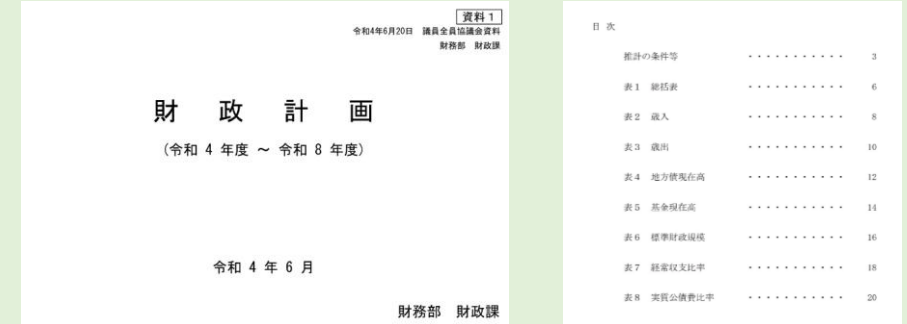 資料1
令和4年6月20日 議員全員協議会資料
財務部 財政課
財 政 計 画
(令和 4 年度 ～ 令和 8 年度)
令和 4 年 6 月
財務部 財政課
目 次
推計の条件等 ・・・・・・・・・・・ 3
表1 総括表 ・・・・・・・・・・・ 6
表2 歳入 ・・・・・・・・・・・ 8
表3 歳出 ・・・・・・・・・・・ 10
表4 地方債現在高 ・・・・・・・・・・・ 12
表5 基金現在高 ・・・・・・・・・・・ 14
表6 標準財政規模 ・・・・・・・・・・・ 16
表7 経常収支比率 ・・・・・・・・・・・ 18
表8 実質公債費比率 ・・・・・・・・・・・ 20